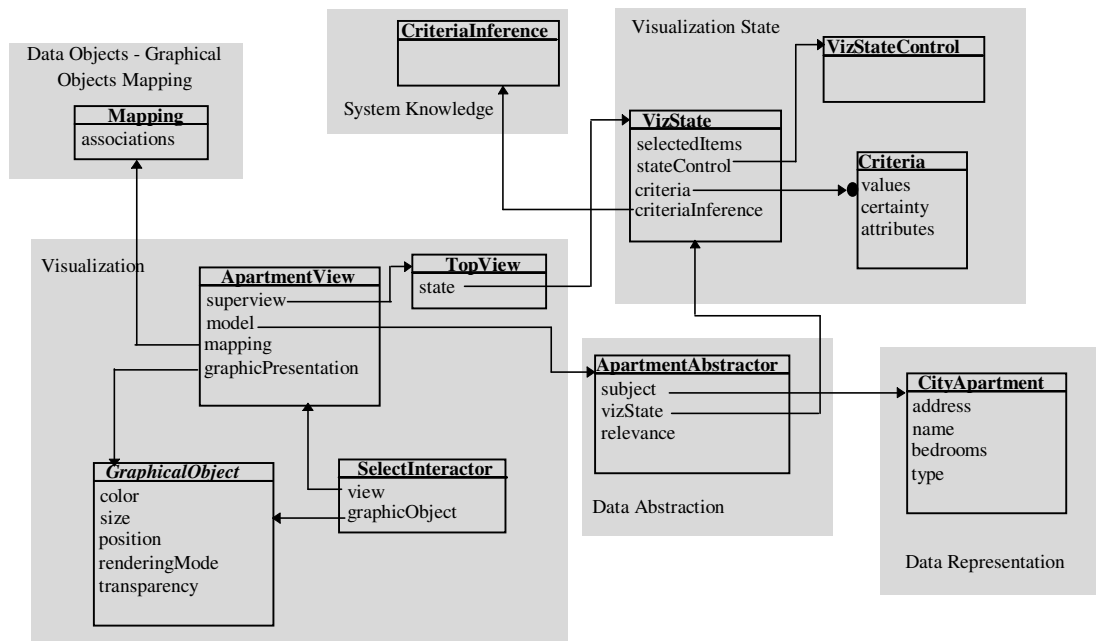 Data Objects - Graphical
Objects Mapping
Mapping
associations
CriteriaInference
System Knowledge
Visualization State
VizStateControl
VizState
selectedItems
stateControl
criteria
criteriaInference
Criteria
values
certainty
attributes
Visualization
ApartmentView
superview
model
mapping
graphicPresentation
TopView
state
GraphicalObject
color
size
position
renderingMode
transparency
SelectInteractor
view
graphicObject
ApartmentAbstractor
subject
vizState
relevance
Data Abstraction
CityApartment
address
name
bedrooms
type
Data Representation